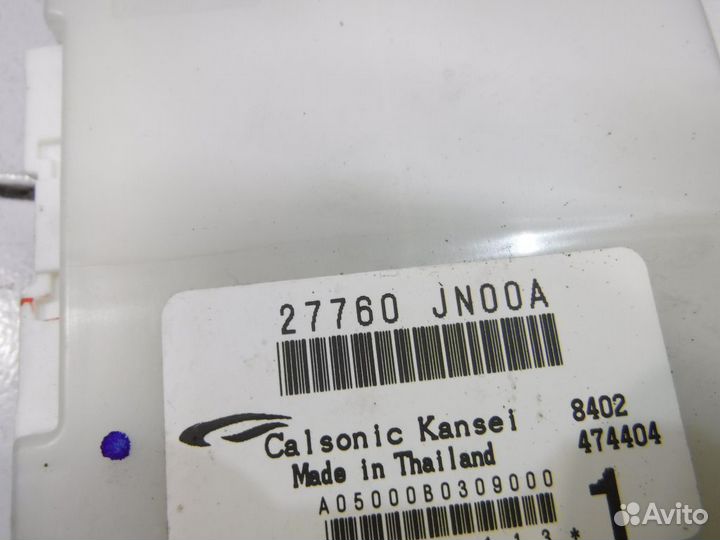 27760 JN00A
Calsonic Kansei 8402
Made in Thailand 474404
A05000B0309000
1
Avito